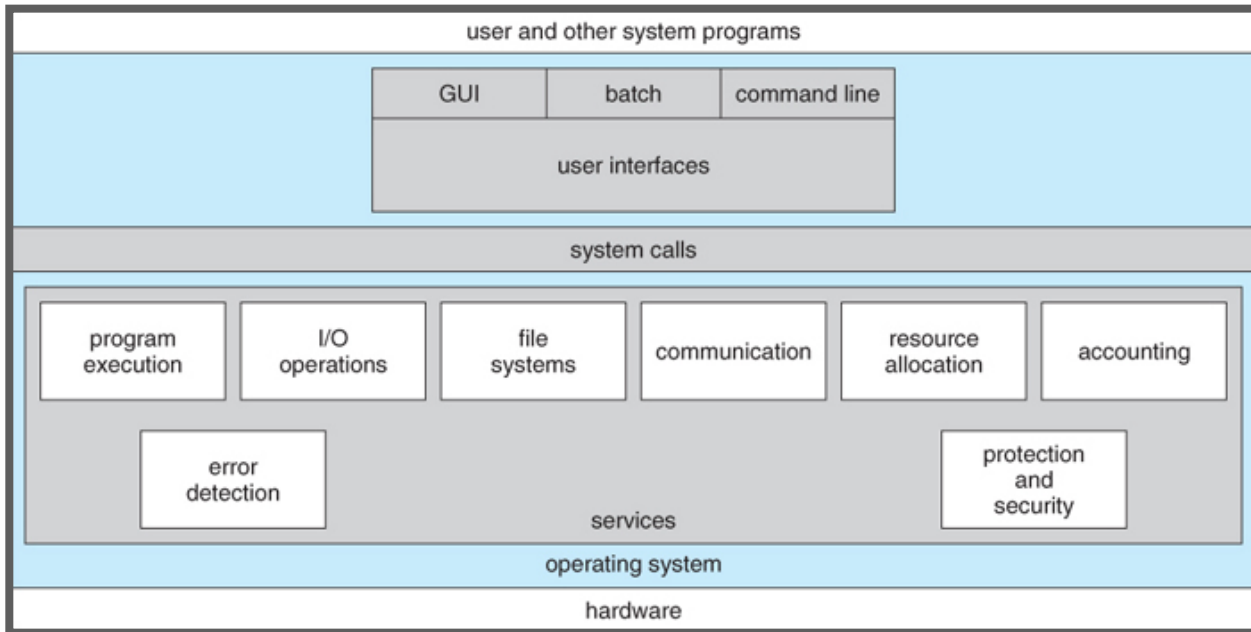 user and other system programs
GUI
batch
command line
user interfaces
system calls
program
execution
I/O
operations
file
systems
communication
resource
allocation
accounting
error
detection
protection
and
security
services
operating system
hardware